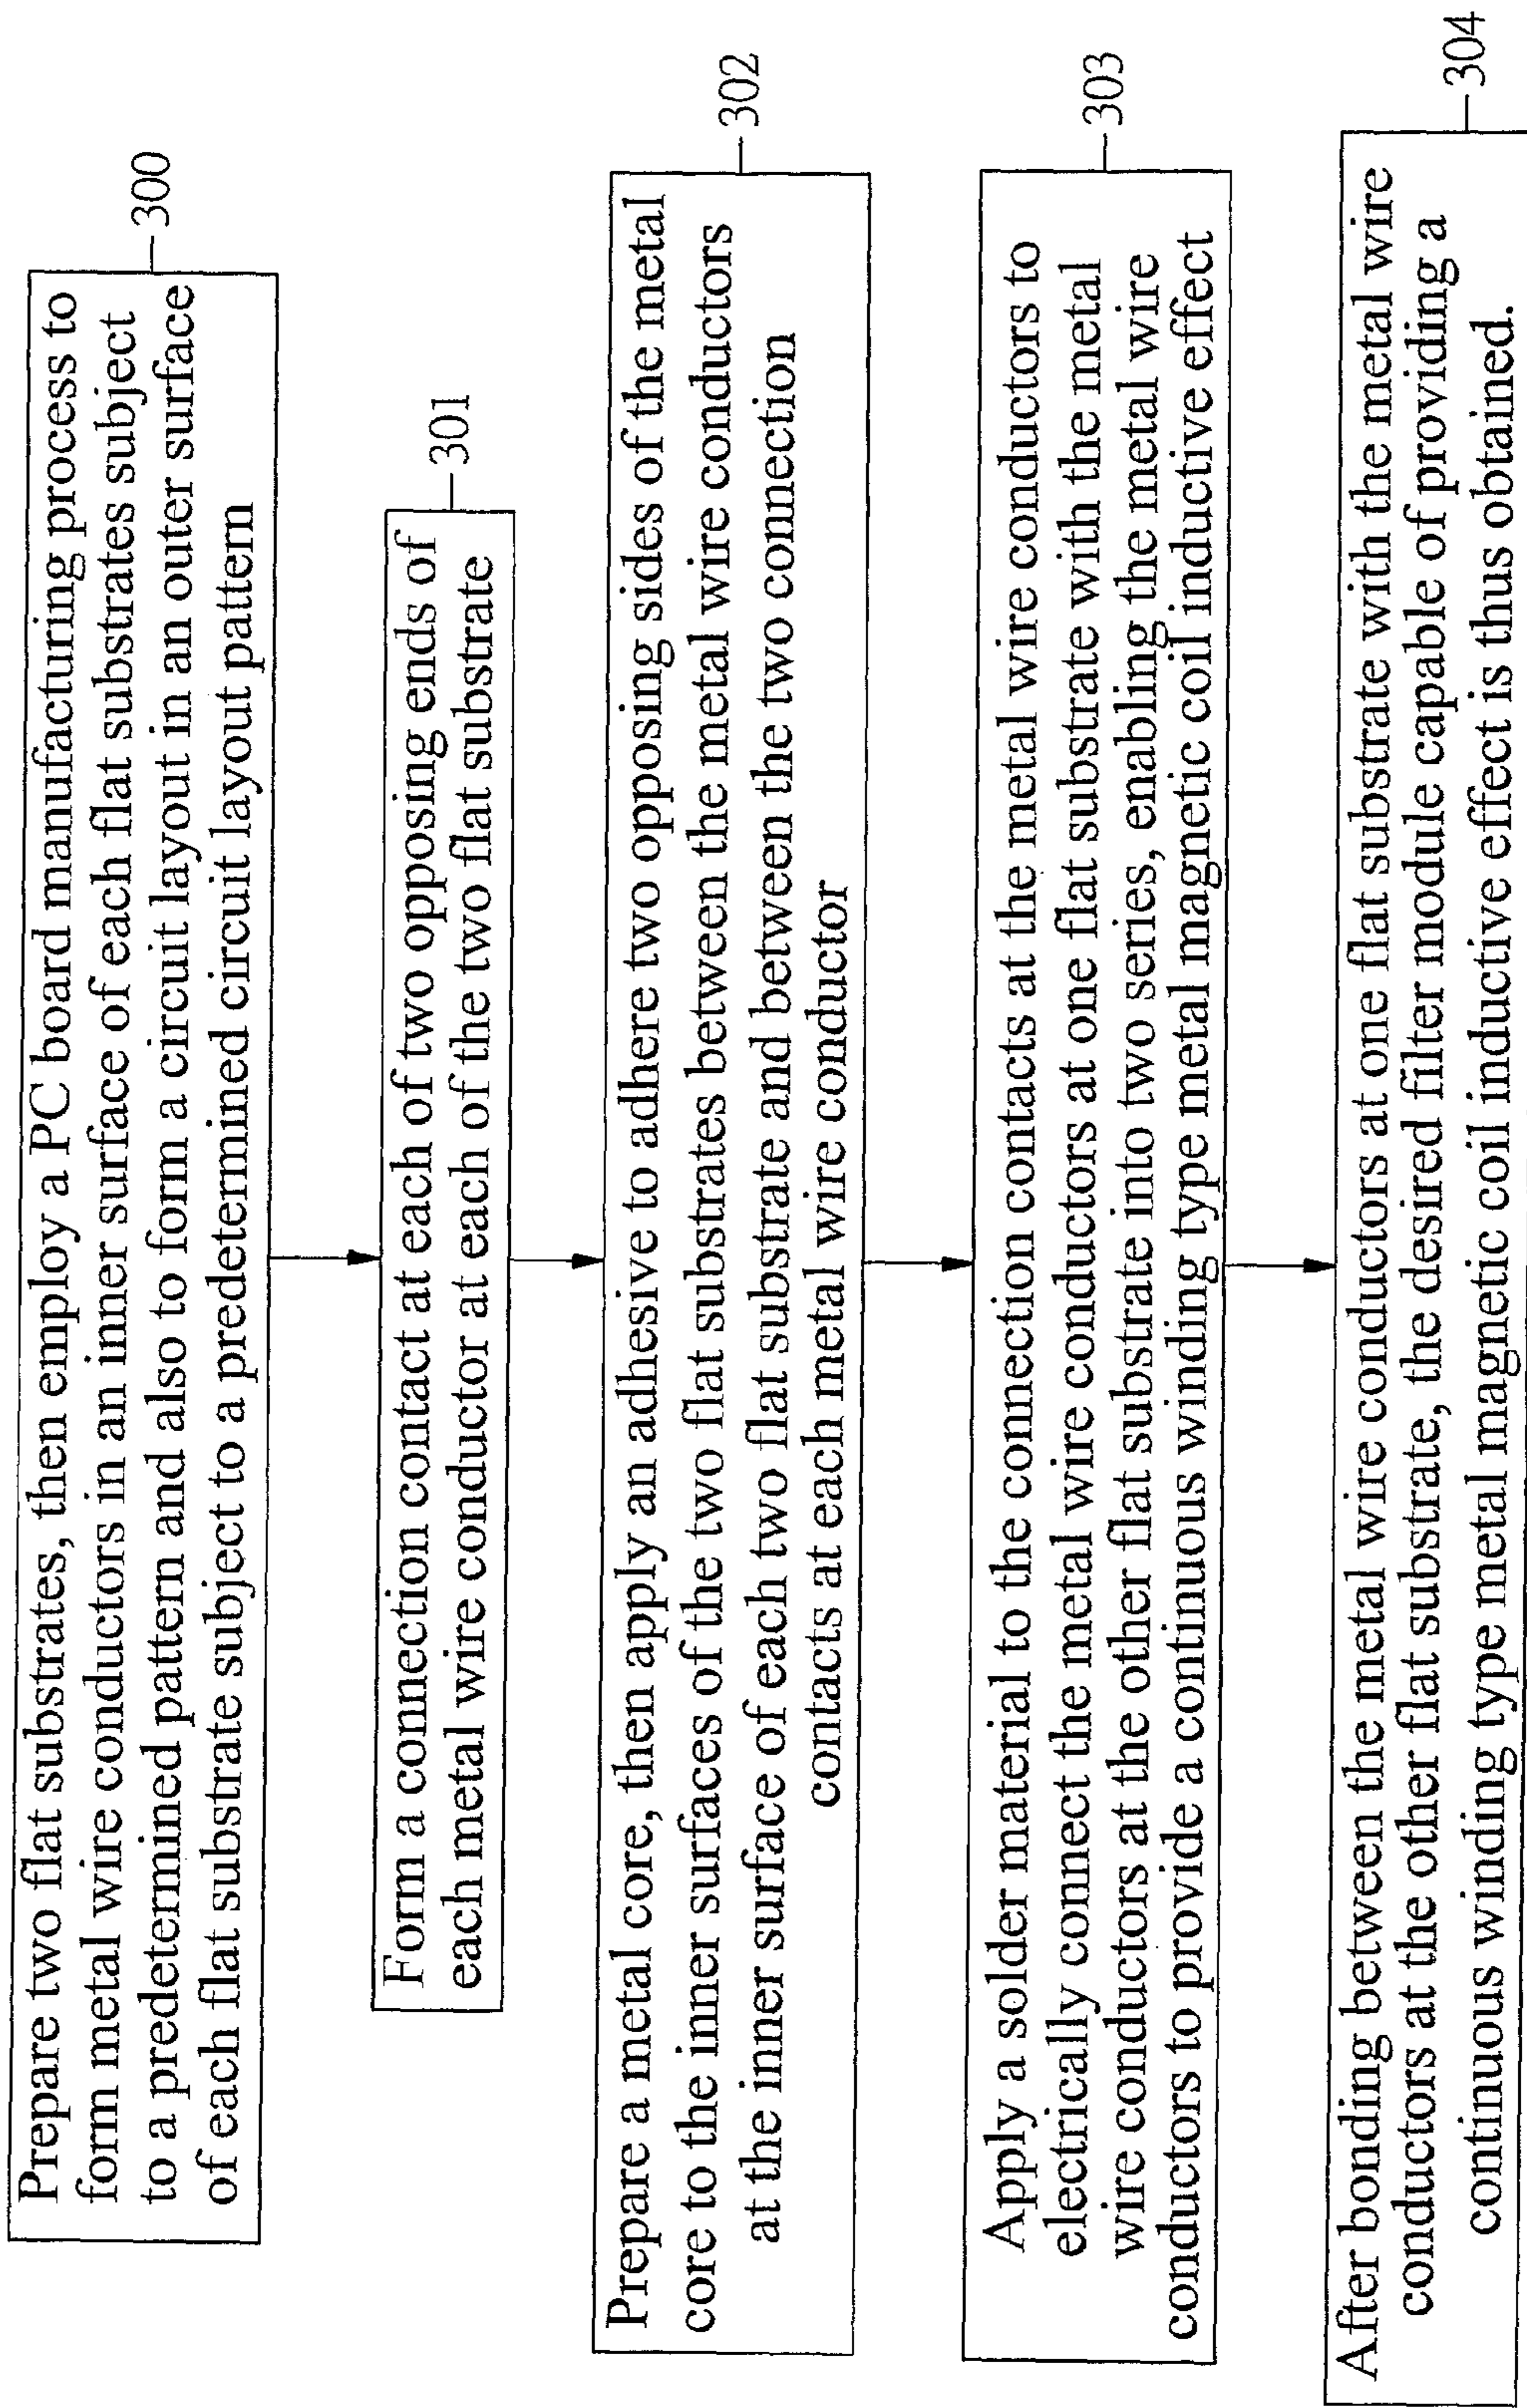 Prepare two flat substrates, then employ a PC board manufacturing process to
form metal wire conductors in an inner surface of each flat substrates subject
to a predetermined pattern and also to form a circuit layout in an outer surface
of each flat substrate subject to a predetermined circuit layout pattern
300
Form a connection contact at each of two opposing ends of
each metal wire conductor at each of the two flat substrate
301
Prepare a metal core, then apply an adhesive to adhere two opposing sides of the metal
core to the inner surfaces of the two flat substrates between the metal wire conductors
at the inner surface of each two flat substrate and between the two connection
contacts at each metal wire conductor
302
Apply a solder material to the connection contacts at the metal wire conductors to
electrically connect the metal wire conductors at one flat substrate with the metal
wire conductors at the other flat substrate into two series, enabling the metal wire
conductors to provide a continuous winding type metal magnetic coil inductive effect
303
After bonding between the metal wire conductors at one flat substrate with the metal wire
conductors at the other flat substrate, the desired filter module capable of providing a
continuous winding type metal magnetic coil inductive effect is thus obtained.
304